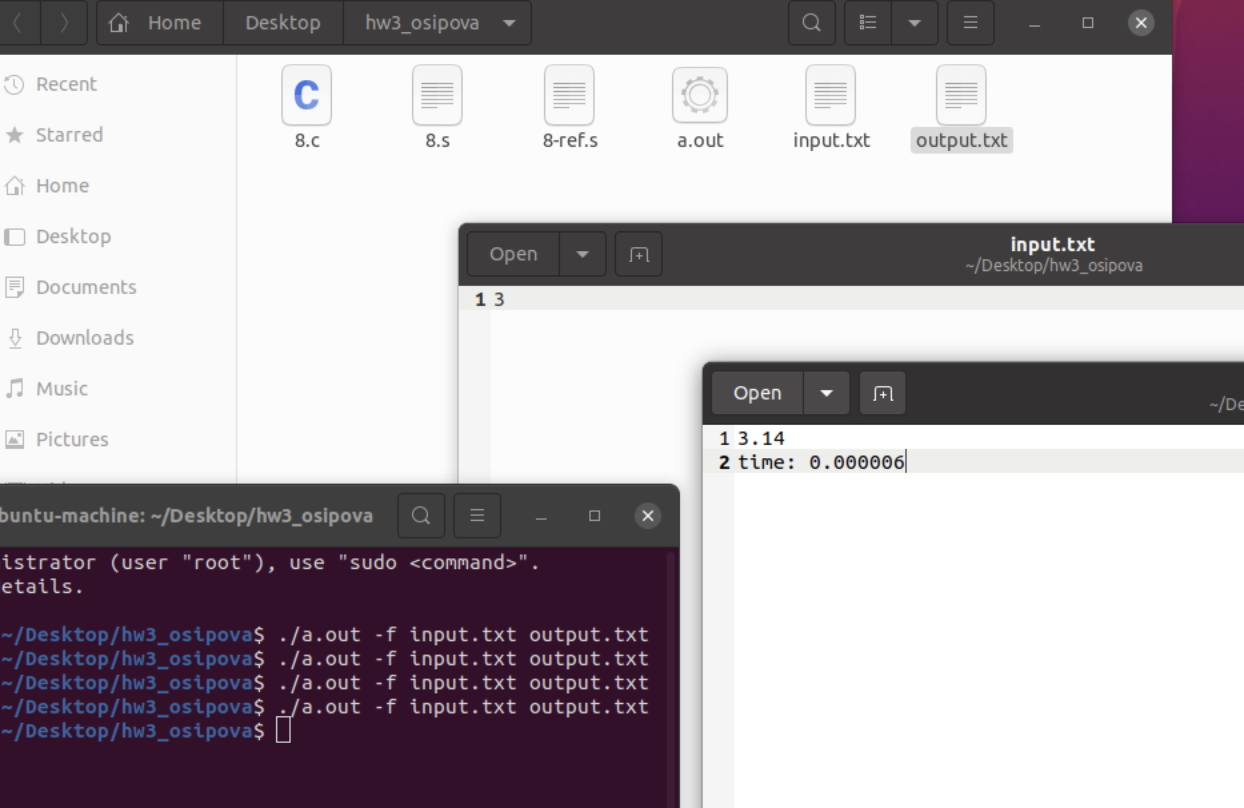 Home Desktop hw3_osipova
Recent
Starred
Home
Desktop
Documents
Downloads
Music
Pictures
C
8.c 8.s 8-ref.s a.out input.txt output.txt
Open
input.txt
~/Desktop/hw3_osipova
1 3
Open
~/De
1 3.14
2 time: 0.000006
buntu-machine: ~/Desktop/hw3_osipova
istrator (user "root"), use "sudo <command>".
etails.
~/Desktop/hw3_osipova$ ./a.out -f input.txt output.txt
~/Desktop/hw3_osipova$ ./a.out -f input.txt output.txt
~/Desktop/hw3_osipova$ ./a.out -f input.txt output.txt
~/Desktop/hw3_osipova$ ./a.out -f input.txt output.txt
~/Desktop/hw3_osipova$